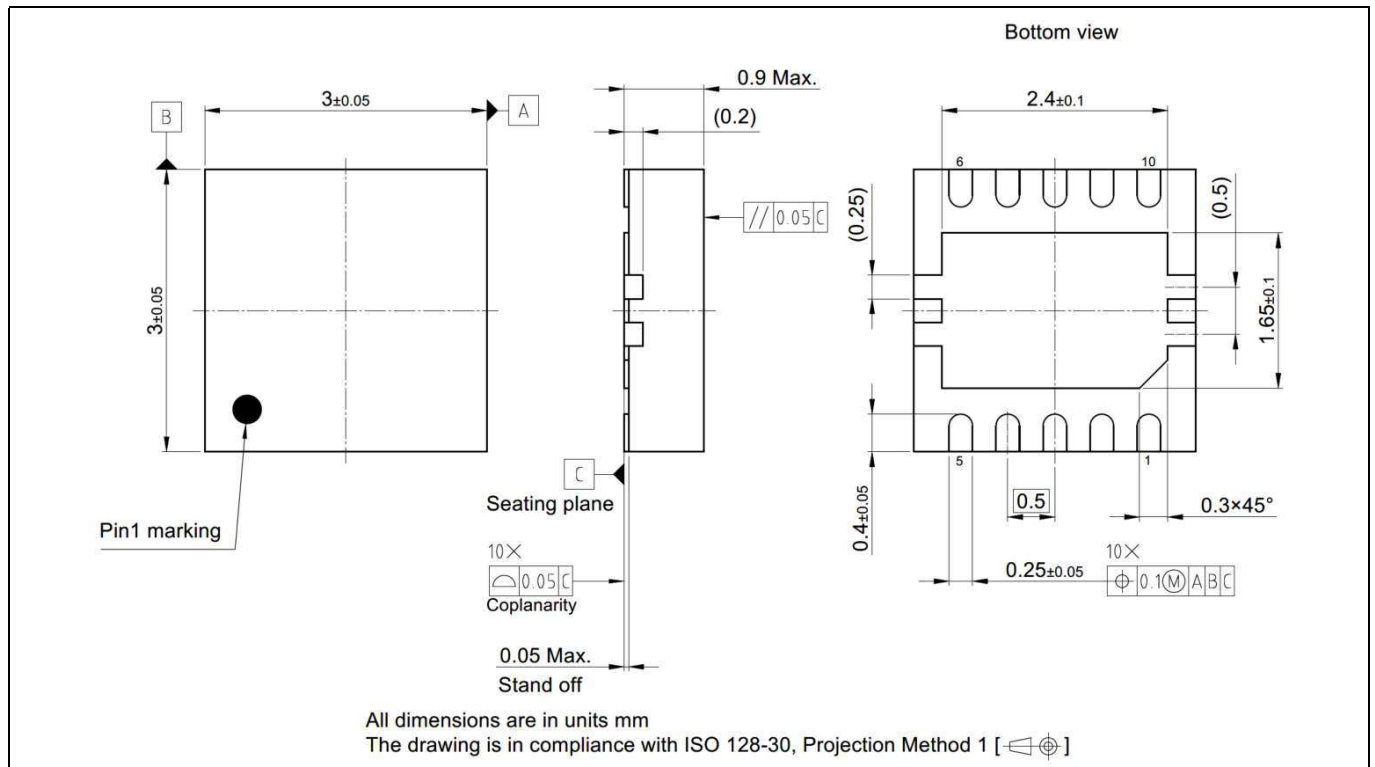 Bottom view
0.9 Max.
3±0.05
A
B
(0.2)
2.4±0.1
6
10
(0.25)
(0.5)
// 0.05 C
3±0.05
1.65±0.1
C
Seating plane
5
1
0.4±0.05
0.5
0.3×45°
Pin1 marking
10×
⌓ 0.05 C
Coplanarity
0.25±0.05
10×
⌖ 0.1 Ⓜ A B C
0.05 Max.
Stand off
All dimensions are in units mm
The drawing is in compliance with ISO 128-30, Projection Method 1 [ ]